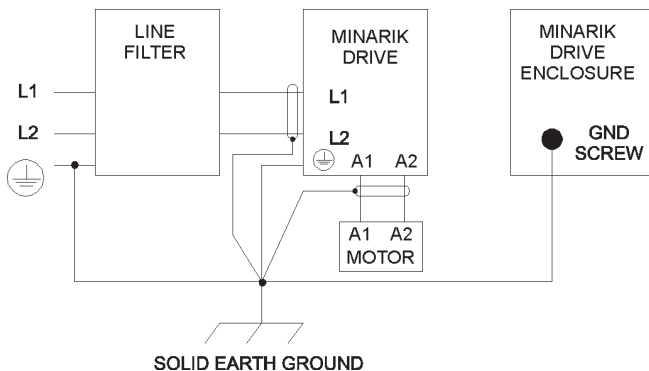 LINE
FILTER
MINARIK
DRIVE
MINARIK
DRIVE
ENCLOSURE
L1
L1
L2
L2
GND
SCREW
A1 A2
A1 A2
MOTOR
SOLID EARTH GROUND